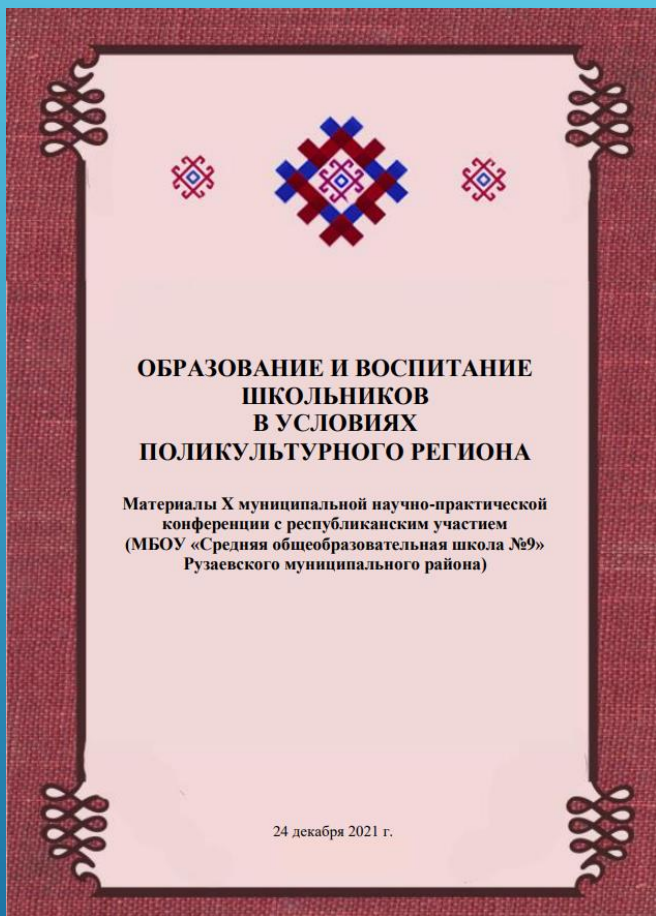 ОБРАЗОВАНИЕ И ВОСПИТАНИЕ
ШКОЛЬНИКОВ
В УСЛОВИЯХ
ПОЛИКУЛЬТУРНОГО РЕГИОНА
Материалы X муниципальной научно-практической
конференции с республиканским участием
(МБОУ «Средняя общеобразовательная школа №9»
Рузаевского муниципального района)
24 декабря 2021 г.